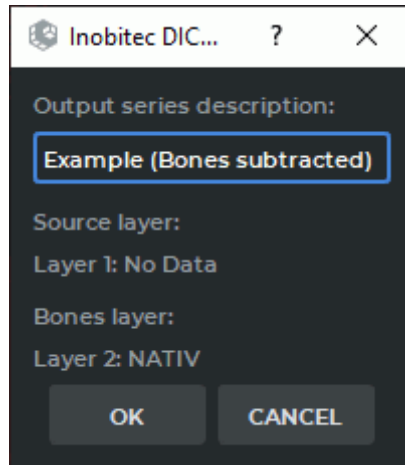 Inobitec DIC... ?
Output series description:
Example (Bones subtracted)
Source layer:
Layer 1: No Data
Bones layer:
Layer 2: NATIV
OK CANCEL